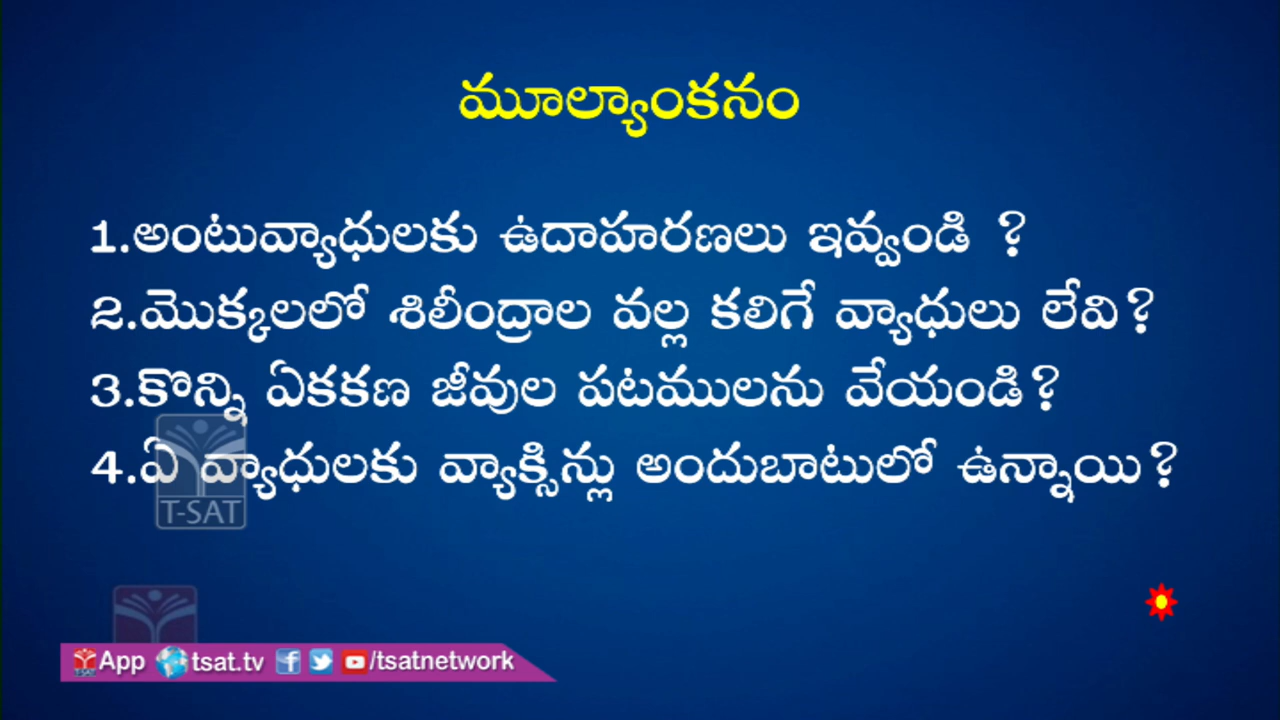 మూల్యాంకనం
1.అంటువ్యాధులకు ఉదాహరణలు ఇవ్వండి ?
2.మొక్కలలో శిలీంద్రాల వల్ల కలిగే వ్యాధులు లేవి?
3.కొన్ని ఏకకణ జీవుల పటములను వేయండి?
4.ఏ వ్యాధులకు వ్యాక్సిన్లు అందుబాటులో ఉన్నాయి?
T-SAT
App tsat.tv /tsatnetwork